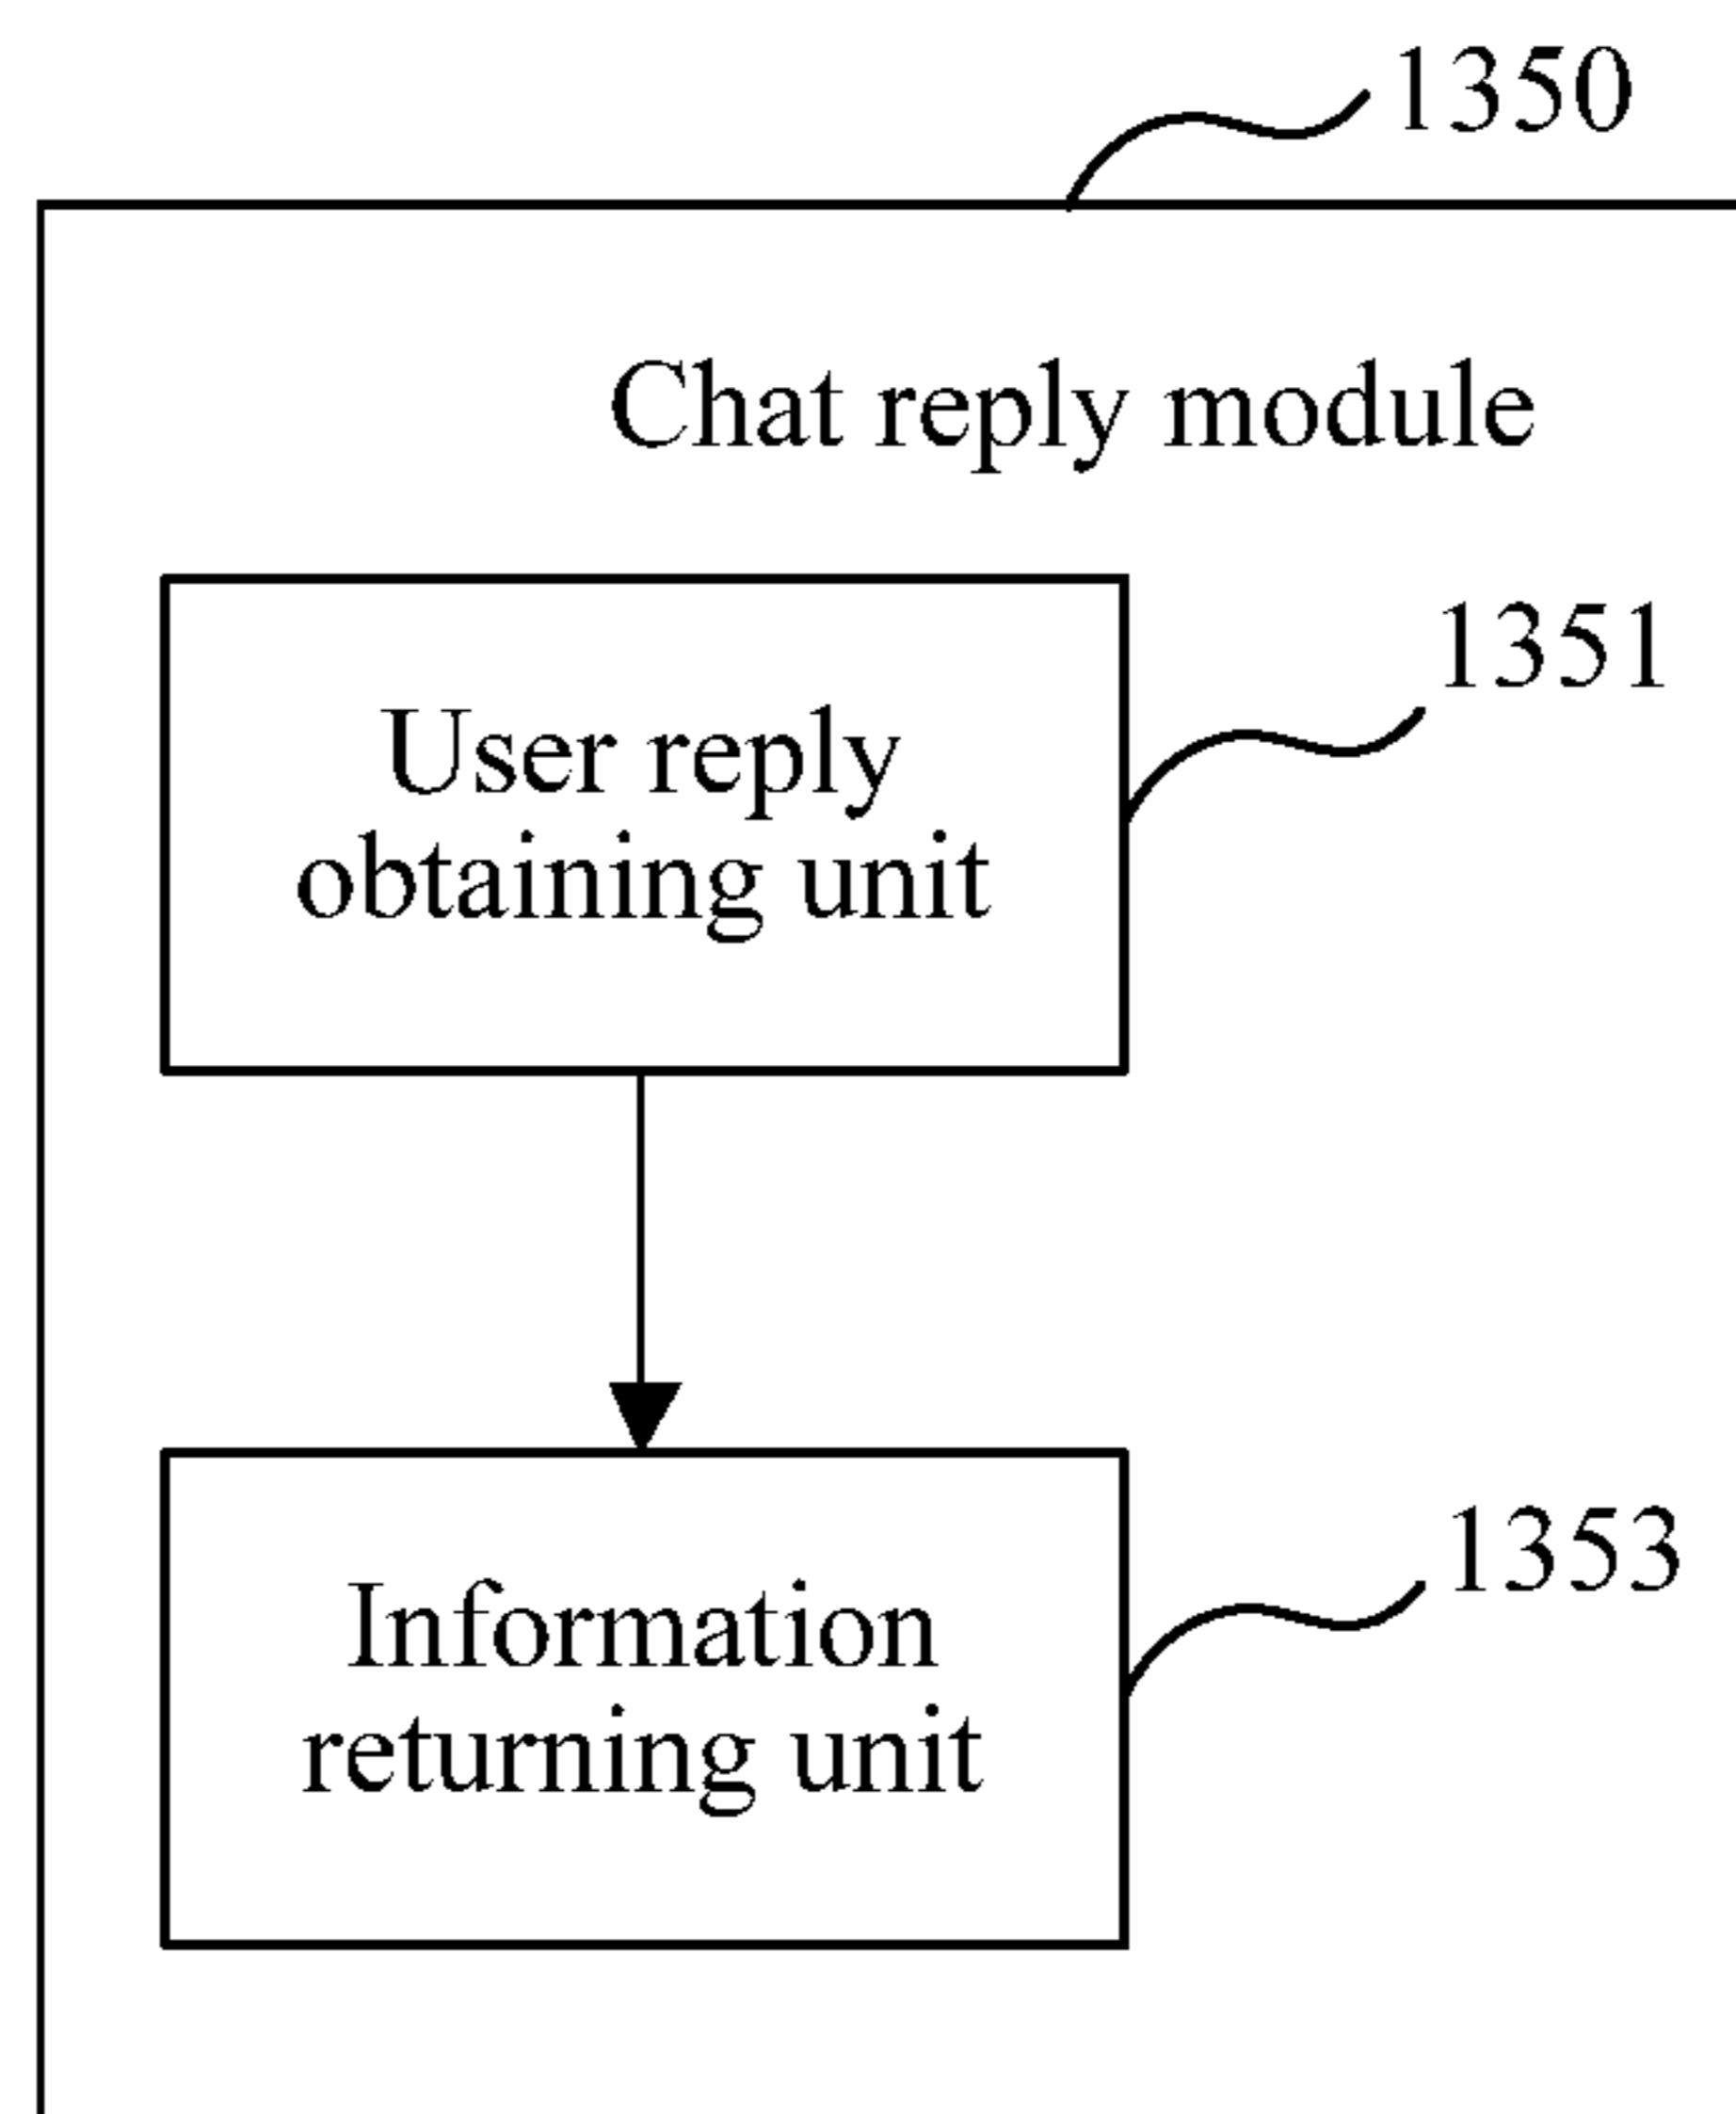 1350
Chat reply module
1351
User reply
obtaining unit
1353
Information
returning unit